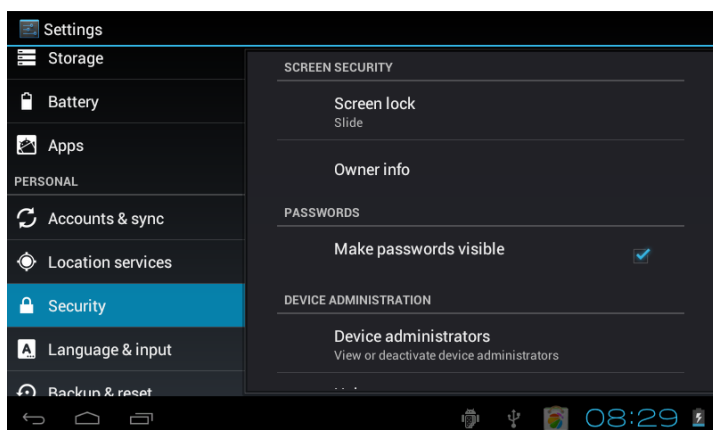 Settings
Storage
Battery
Apps
PERSONAL
Accounts & sync
Location services
Security
Language & input
Backup & reset
SCREEN SECURITY
Screen lock
Slide
Owner info
PASSWORDS
Make passwords visible
DEVICE ADMINISTRATION
Device administrators
View or deactivate device administrators
08:29